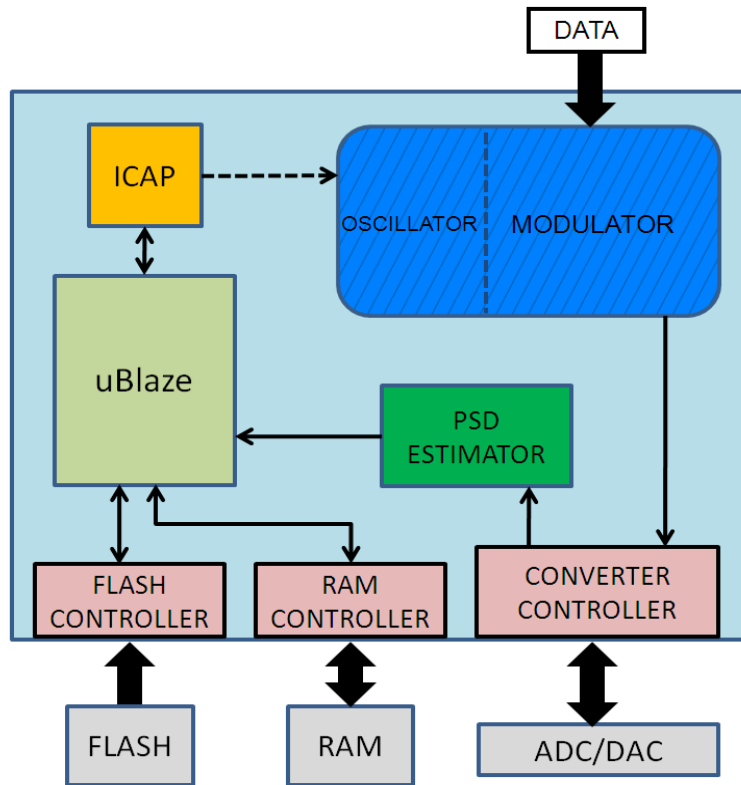 DATA
ICAP
OSCILLATOR
MODULATOR
uBlaze
PSD
ESTIMATOR
FLASH
CONTROLLER
RAM
CONTROLLER
CONVERTER
CONTROLLER
FLASH
RAM
ADC/DAC